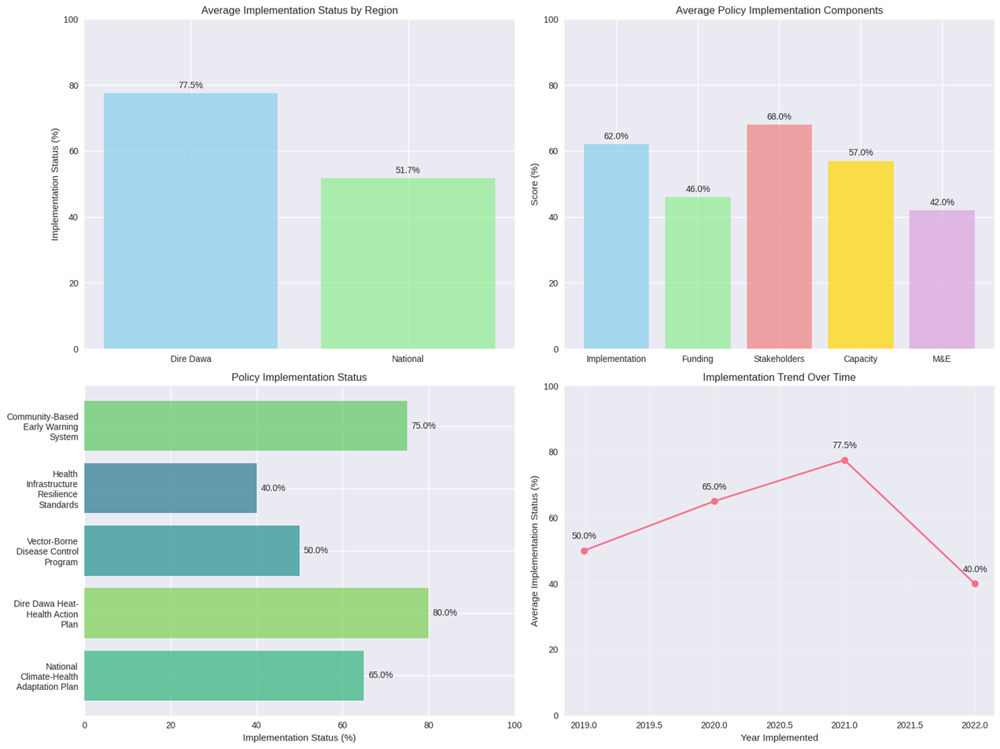 Average Implementation Status by Region
Implementation Status (%)
100
80
60
40
20
0
77.5%
51.7%
Dire Dawa
National
Average Policy Implementation Components
Score (%)
100
80
60
40
20
0
62.0%
46.0%
68.0%
57.0%
42.0%
Implementation
Funding
Stakeholders
Capacity
M&E
Policy Implementation Status
Community-Based
Early Warning
System
75.0%
Health
Infrastructure
Resilience
Standards
40.0%
Vector-Borne
Disease Control
Program
50.0%
Dire Dawa Heat-
Health Action
Plan
80.0%
National
Climate-Health
Adaptation Plan
65.0%
0
20
40
60
80
100
Implementation Status (%)
Implementation Trend Over Time
Average Implementation Status (%)
100
80
60
40
20
0
50.0%
65.0%
77.5%
40.0%
2019.0
2019.5
2020.0
2020.5
2021.0
2021.5
2022.0
Year Implemented